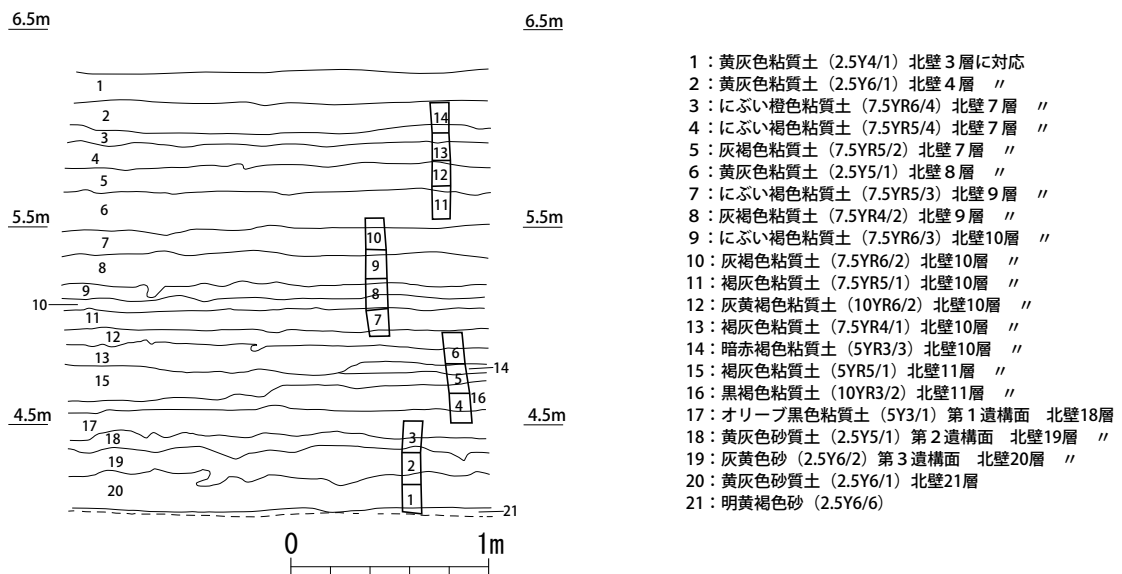 6.5m
6.5m
1
2
14
3
13
4
12
5
11
6
5.5m
5.5m
7
10
8
9
9
8
10
11
7
12
6
13
14
15
5
16
4
4.5m
4.5m
17
3
18
19
2
20
1
21
0
1m
1：黄灰色粘質土（2.5Y4/1）北壁３層に対応
2：黄灰色粘質土（2.5Y6/1）北壁４層　〃
3：にぶい橙色粘質土（7.5YR6/4）北壁７層　〃
4：にぶい褐色粘質土（7.5YR5/4）北壁７層　〃
5：灰褐色粘質土（7.5YR5/2）北壁７層　〃
6：黄灰色粘質土（2.5Y5/1）北壁８層　〃
7：にぶい褐色粘質土（7.5YR5/3）北壁９層　〃
8：灰褐色粘質土（7.5YR4/2）北壁９層　〃
9：にぶい褐色粘質土（7.5YR6/3）北壁10層　〃
10：灰褐色粘質土（7.5YR6/2）北壁10層　〃
11：褐灰色粘質土（7.5YR5/1）北壁10層　〃
12：灰黄褐色粘質土（10YR6/2）北壁10層　〃
13：褐灰色粘質土（7.5YR4/1）北壁10層　〃
14：暗赤褐色粘質土（5YR3/3）北壁10層　〃
15：褐灰色粘質土（5YR5/1）北壁11層　〃
16：黒褐色粘質土（10YR3/2）北壁11層　〃
17：オリーブ黒色粘質土（5Y3/1）第１遺構面　北壁18層
18：黄灰色砂質土（2.5Y5/1）第２遺構面　北壁19層　〃
19：灰黄色砂（2.5Y6/2）第３遺構面　北壁20層　〃
20：黄灰色砂質土（2.5Y6/1）北壁21層
21：明黄褐色砂（2.5Y6/6）